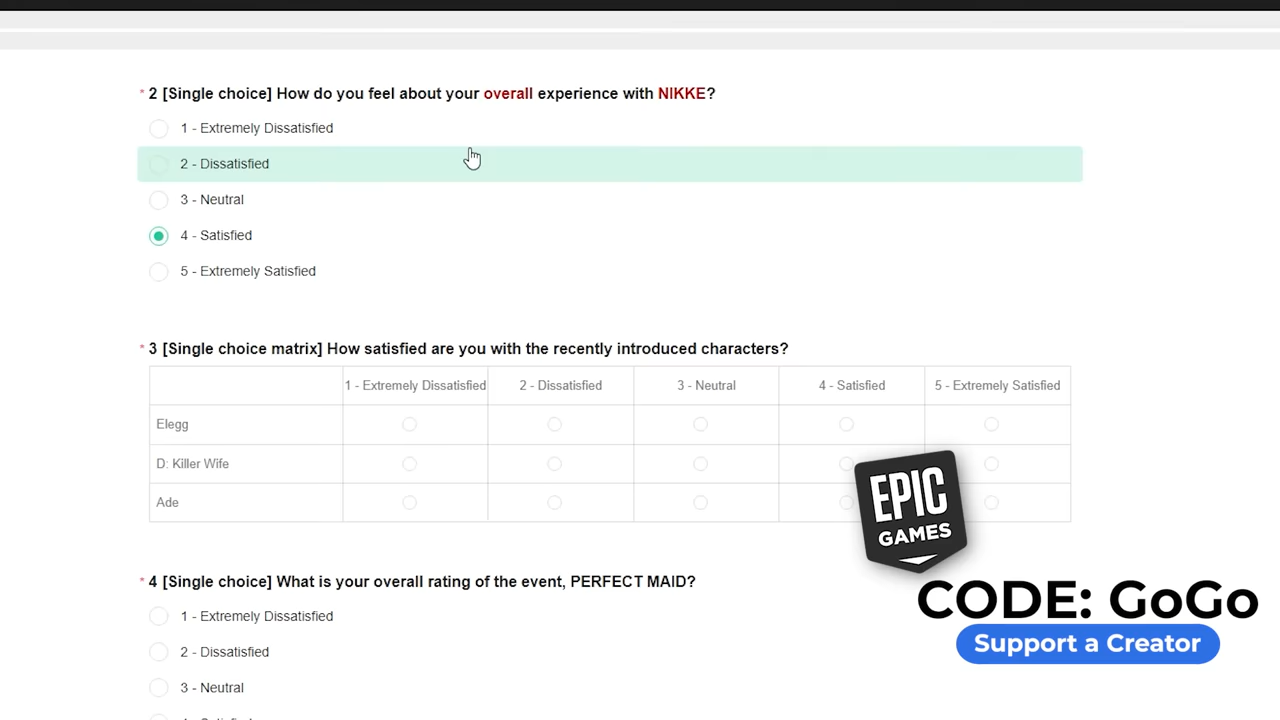 * 2 [Single choice] How do you feel about your overall experience with NIKKE?
1 - Extremely Dissatisfied
2 - Dissatisfied
3 - Neutral
4 - Satisfied
5 - Extremely Satisfied
* 3 [Single choice matrix] How satisfied are you with the recently introduced characters?
1 - Extremely Dissatisfied 2 - Dissatisfied 3 - Neutral 4 - Satisfied 5 - Extremely Satisfied
Elegg
D: Killer Wife
Ade
EPIC
GAMES
* 4 [Single choice] What is your overall rating of the event, PERFECT MAID?
1 - Extremely Dissatisfied
2 - Dissatisfied
3 - Neutral
CODE: GoGo
Support a Creator